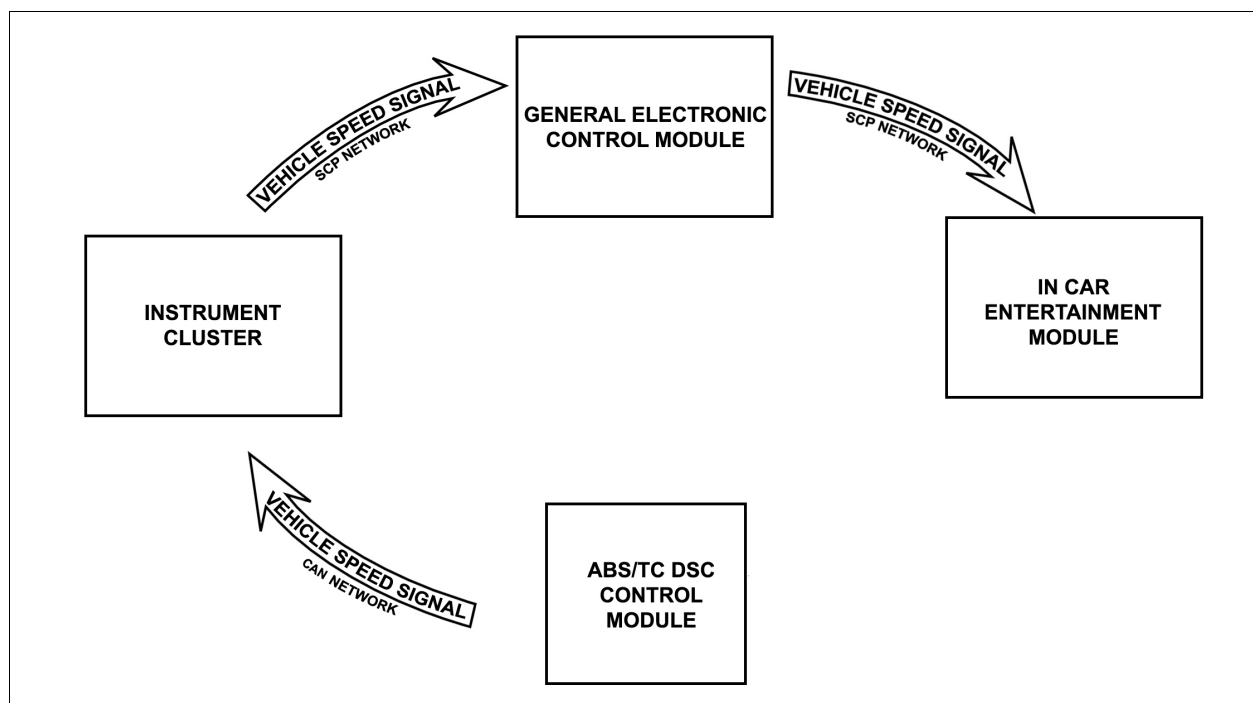 VEHICLE SPEED SIGNAL
SCP NETWORK
GENERAL ELECTRONIC
CONTROL MODULE
VEHICLE SPEED SIGNAL
SCP NETWORK
INSTRUMENT
CLUSTER
IN CAR
ENTERTAINMENT
MODULE
VEHICLE SPEED SIGNAL
CAN NETWORK
ABS/TC DSC
CONTROL
MODULE